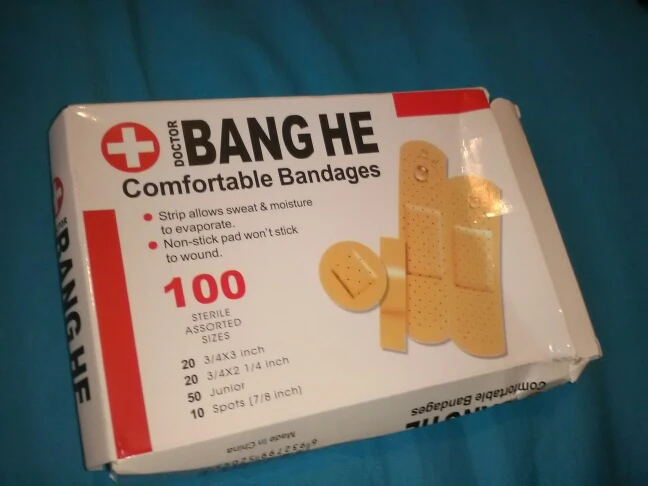 DOCTOR
BANG HE
Comfortable Bandages
Strip allows sweat & moisture
to evaporate.
Non-stick pad won't stick
to wound.
100
STERILE
ASSORTED
SIZES
20 3/4X3 inch
20 3/4X2 1/4 inch
50 Junior
10 Spots (7/8 inch)
BANG HE
Made in China
Comfortable Bandages